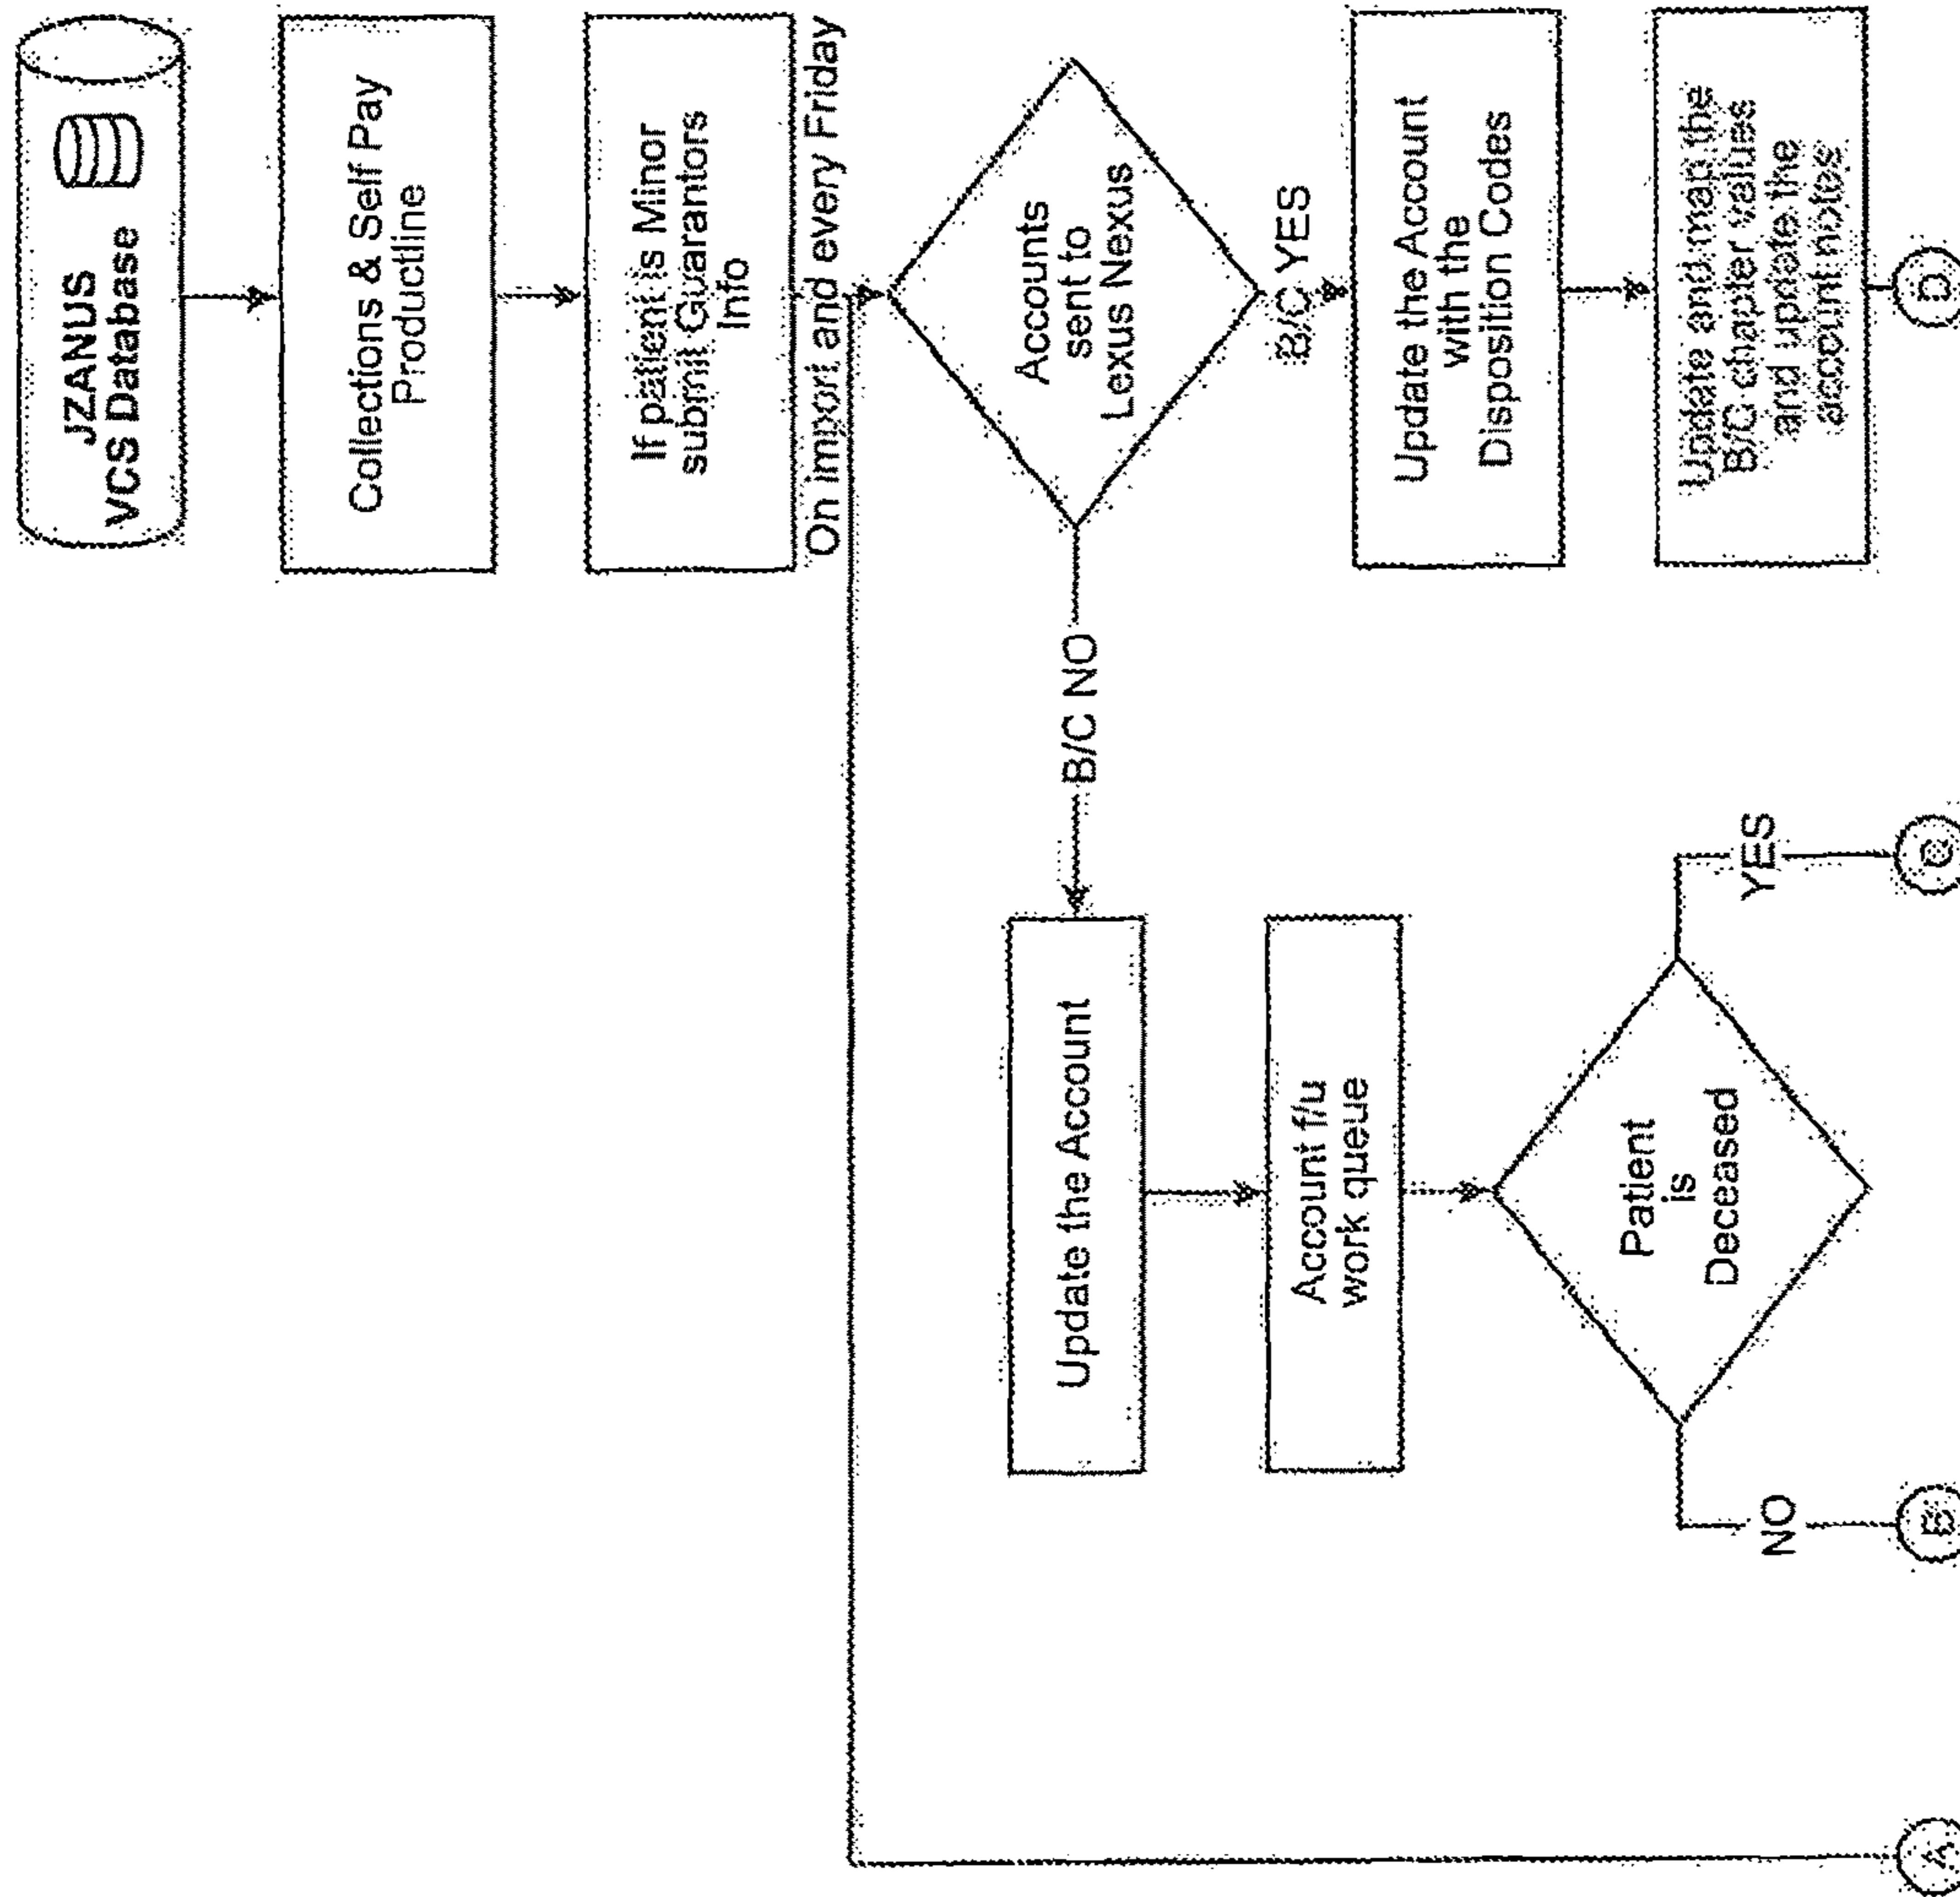 JZANUS
VCS Database
Collections & Self Pay
Productline
If patient is Minor
submit Guarantors
Info
On import and every Friday
Accounts
sent to
Lexus Nexus
B/C NO
B/C YES
Update the Account
with the
Disposition Codes
Update and map the
B/C chapter values
and update the
account notes
D
Update the Account
Account f/u
work queue
Patient
is
Deceased
YES
NO
C
B
A